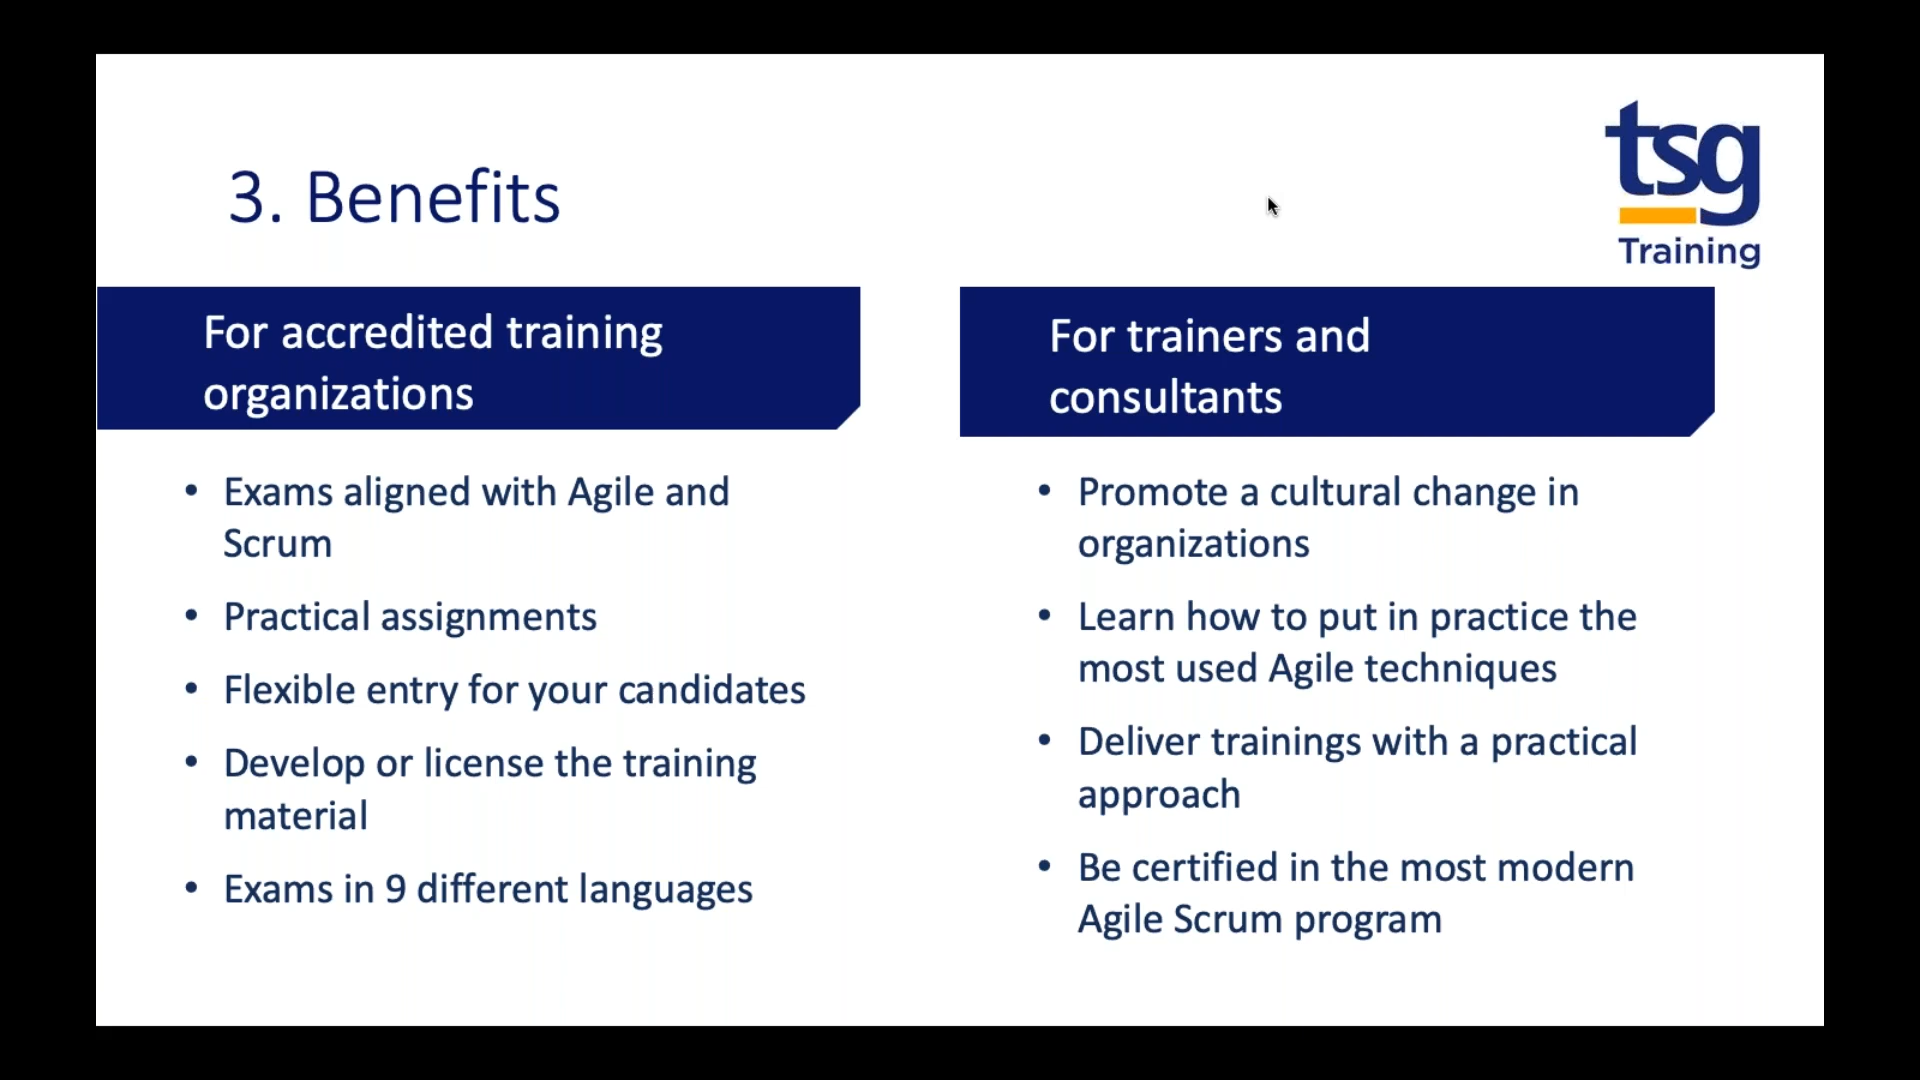 3. Benefits
tsg
Training
For accredited training
organizations
• Exams aligned with Agile and
Scrum
• Practical assignments
• Flexible entry for your candidates
• Develop or license the training
material
• Exams in 9 different languages
For trainers and
consultants
• Promote a cultural change in
organizations
• Learn how to put in practice the
most used Agile techniques
• Deliver trainings with a practical
approach
• Be certified in the most modern
Agile Scrum program